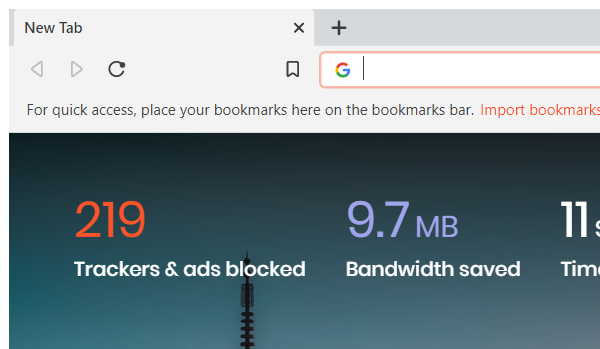 New Tab
For quick access, place your bookmarks here on the bookmarks bar. Import bookmarks
219 9.7 MB 11
Trackers & ads blocked Bandwidth saved